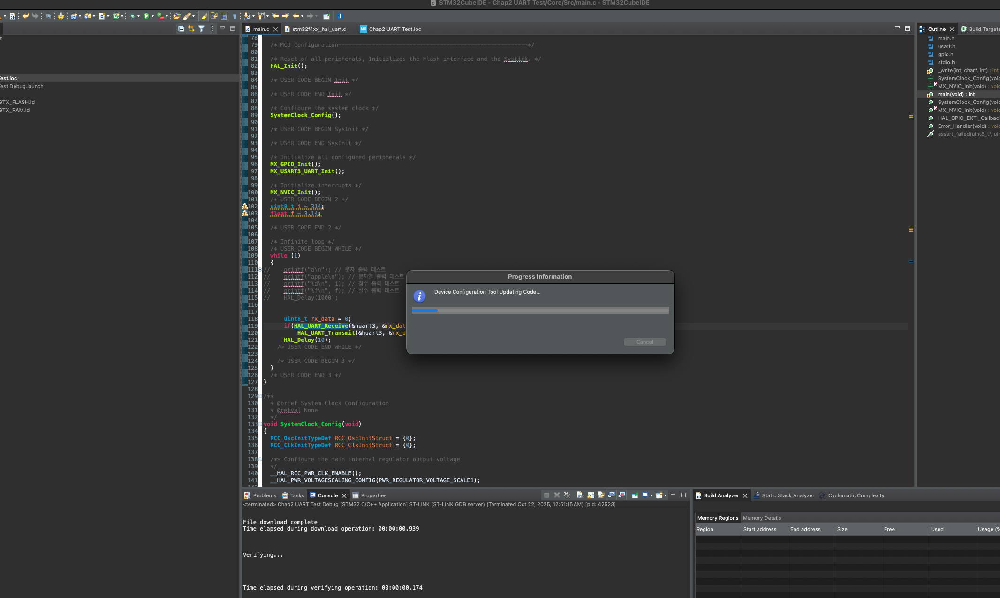 STM32CubeIDE - Chap2 UART Test/Core/Src/main.c - STM32CubeIDE
main.c
stm32f4xx_hal_uart.c
MX Chap2 UART Test.ioc
Outline
Build Targets
t
Test.ioc
Test Debug.launch
GTX_FLASH.ld
GTX_RAM.ld
78
79 /* MCU Configuration--------------------------------------------------------*/
80
81 /* Reset of all peripherals, Initializes the Flash interface and the Systick. */
82 HAL_Init();
83
84 /* USER CODE BEGIN Init */
85
86 /* USER CODE END Init */
87
88 /* Configure the system clock */
89 SystemClock_Config();
90
91 /* USER CODE BEGIN SysInit */
92
93 /* USER CODE END SysInit */
94
95 /* Initialize all configured peripherals */
96 MX_GPIO_Init();
97 MX_USART3_UART_Init();
98
99 /* Initialize interrupts */
100 MX_NVIC_Init();
101 /* USER CODE BEGIN 2 */
102 uint8_t i = 314;
103 float f = 3.14;
104
105 /* USER CODE END 2 */
106
107 /* Infinite loop */
108 /* USER CODE BEGIN WHILE */
109 while (1)
110 {
111 // printf("a\n"); // 문자 출력 테스트
112 // printf("apple\n"); // 문자열 출력 테스트
113 // printf("%d\n", i); // 정수 출력 테스트
114 // printf("%f\n", f); // 실수 출력 테스트
115 // HAL_Delay(1000);
116
117
118 uint8_t rx_data = 0;
119 if(HAL_UART_Receive(&huart3, &rx_dat
120 HAL_UART_Transmit(&huart3, &rx_d
121 HAL_Delay(10);
122 /* USER CODE END WHILE */
123
124 /* USER CODE BEGIN 3 */
125 }
126 /* USER CODE END 3 */
127 }
128
129 /**
130 * @brief System Clock Configuration
131 * @retval None
132 */
133 void SystemClock_Config(void)
134 {
135 RCC_OscInitTypeDef RCC_OscInitStruct = {0};
136 RCC_ClkInitTypeDef RCC_ClkInitStruct = {0};
137
138 /** Configure the main internal regulator output voltage
139 */
140 __HAL_RCC_PWR_CLK_ENABLE();
141 __HAL_PWR_VOLTAGESCALING_CONFIG(PWR_REGULATOR_VOLTAGE_SCALE1);
Progress Information
Device Configuration Tool Updating Code...
Cancel
main.h
usart.h
gpio.h
stdio.h
_write(int, char*, int) : int
SystemClock_Config(voi
MX_NVIC_Init(void) : voi
main(void) : int
SystemClock_Config(voi
MX_NVIC_Init(void) : voi
HAL_GPIO_EXTI_Callbac
Error_Handler(void) : voi
assert_failed(uint8_t*, ui
Problems
Tasks
Console
Properties
<terminated> Chap2 UART Test Debug [STM32 C/C++ Application] ST-LINK (ST-LINK GDB server) (Terminated Oct 22, 2025, 12:51:15 AM) [pid: 42523]
File download complete
Time elapsed during download operation: 00:00:00.939
Verifying...
Time elapsed during verifying operation: 00:00:00.174
Build Analyzer
Static Stack Analyzer
Cyclomatic Complexity
Memory Regions
Memory Details
Region
Start address
End address
Size
Free
Used
Usage (%